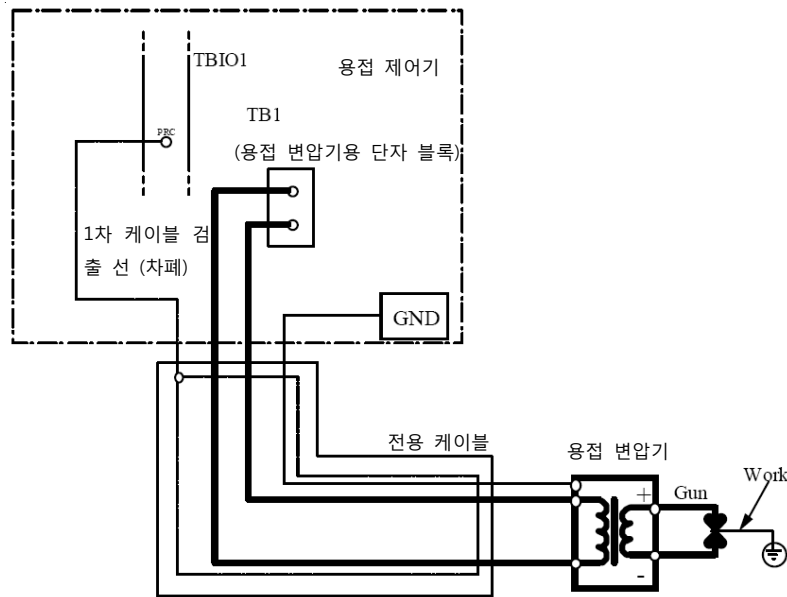 TBIO1
용접 제어기
TB1
PRC
(용접 변압기용 단자 블록)
1차 케이블 검
출 선 (차폐)
GND
전용 케이블
용접 변압기
Work
+
Gun
-